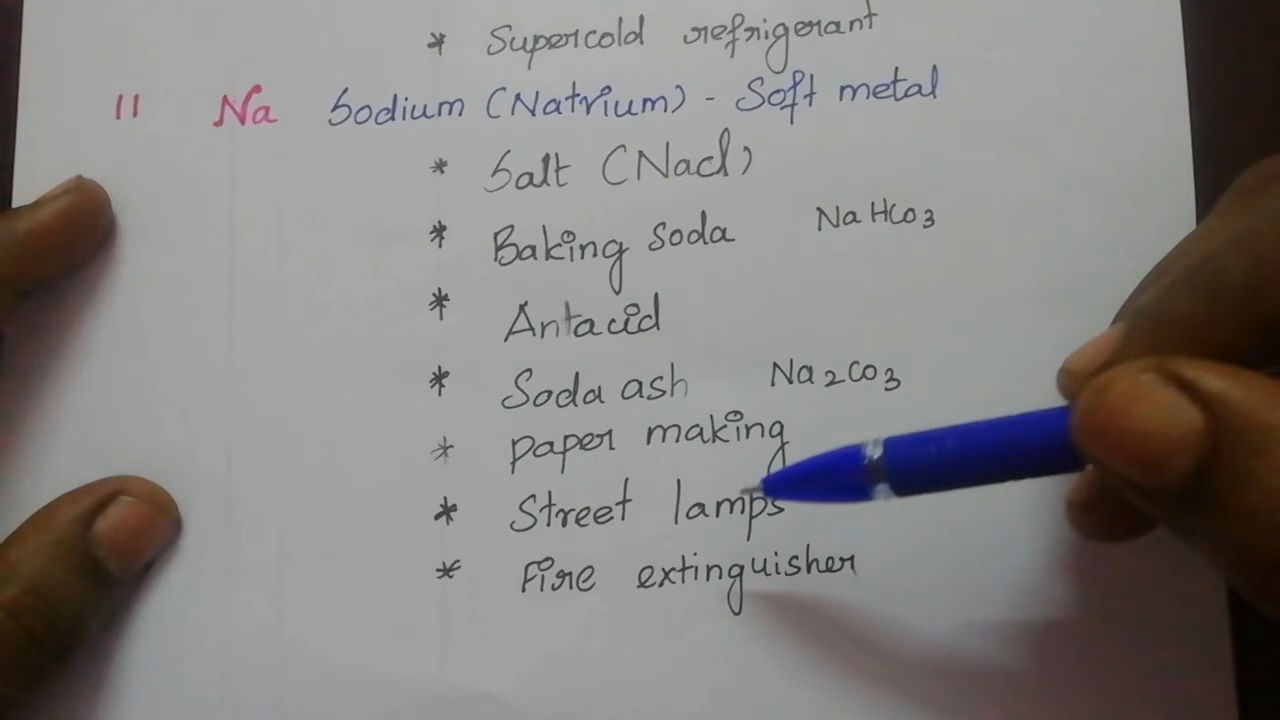 * Supercold refrigerant
11 Na Sodium (Natrium) - Soft metal
* Salt (Nacl)
* Baking soda NaHCO3
* Antacid
* Soda ash Na2CO3
* paper making
* Street lamps
* Fire extinguisher